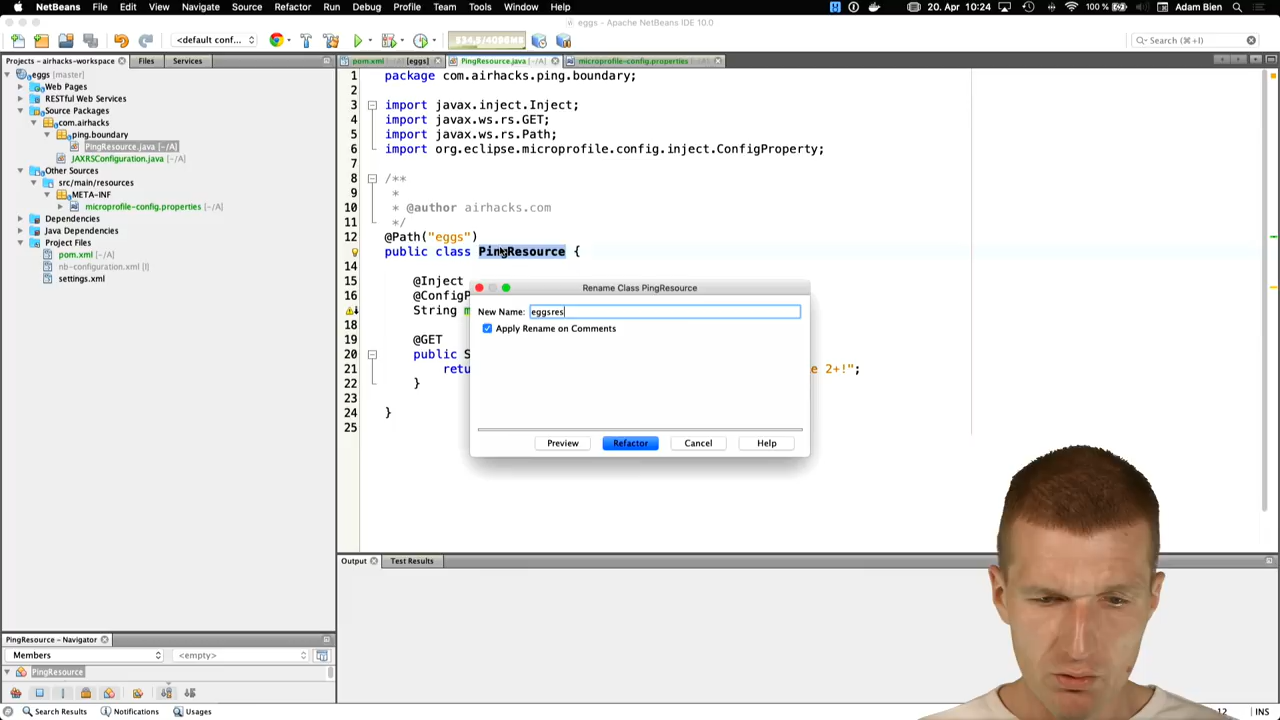 NetBeans File Edit View Navigate Source Refactor Run Debug Profile Team Tools Window Help
100 % 20. Apr 10:24 Adam Bien
eggs - Apache NetBeans IDE 10.0
<default conf...
534,5/4096MB
Search (⌘+I)
Projects - airhacks-workspace Files Services
pom.xml [-/A] [eggs] PingResource.java [-/A] microprofile-config.properties [-/A]
eggs [master]
Web Pages
RESTful Web Services
Source Packages
com.airhacks
ping.boundary
PingResource.java [-/A]
JAXRSConfiguration.java [-/A]
Other Sources
src/main/resources
META-INF
microprofile-config.properties [-/A]
Dependencies
Java Dependencies
Project Files
pom.xml [-/A]
nb-configuration.xml [I]
settings.xml
1 package com.airhacks.ping.boundary;
2
3 import javax.inject.Inject;
4 import javax.ws.rs.GET;
5 import javax.ws.rs.Path;
6 import org.eclipse.microprofile.config.inject.ConfigProperty;
7
8 /**
9 *
10 * @author airhacks.com
11 */
12 @Path("eggs")
public class PingResource {
14
15 @Inject
16 @ConfigP
String m
18
19 @GET
20 public S
21 retu e 2+!";
22 }
23
24 }
25
Rename Class PingResource
New Name: eggsres
Apply Rename on Comments
Preview Refactor Cancel Help
Output Test Results
PingResource - Navigator
Members <empty>
PingResource
Search Results Notifications Usages
12 INS